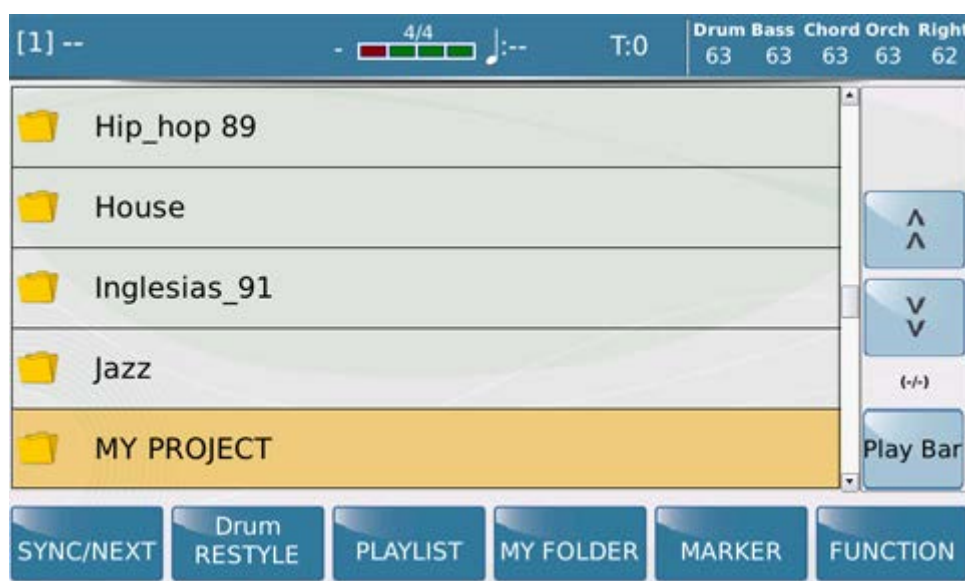 [1] --
- 4/4 :-- T:0
Drum Bass Chord Orch Right
63 63 63 63 62
Hip_hop 89
House
Inglesias_91
Jazz
(-/-)
MY PROJECT
Play Bar
SYNC/NEXT
Drum
RESTYLE
PLAYLIST
MY FOLDER
MARKER
FUNCTION